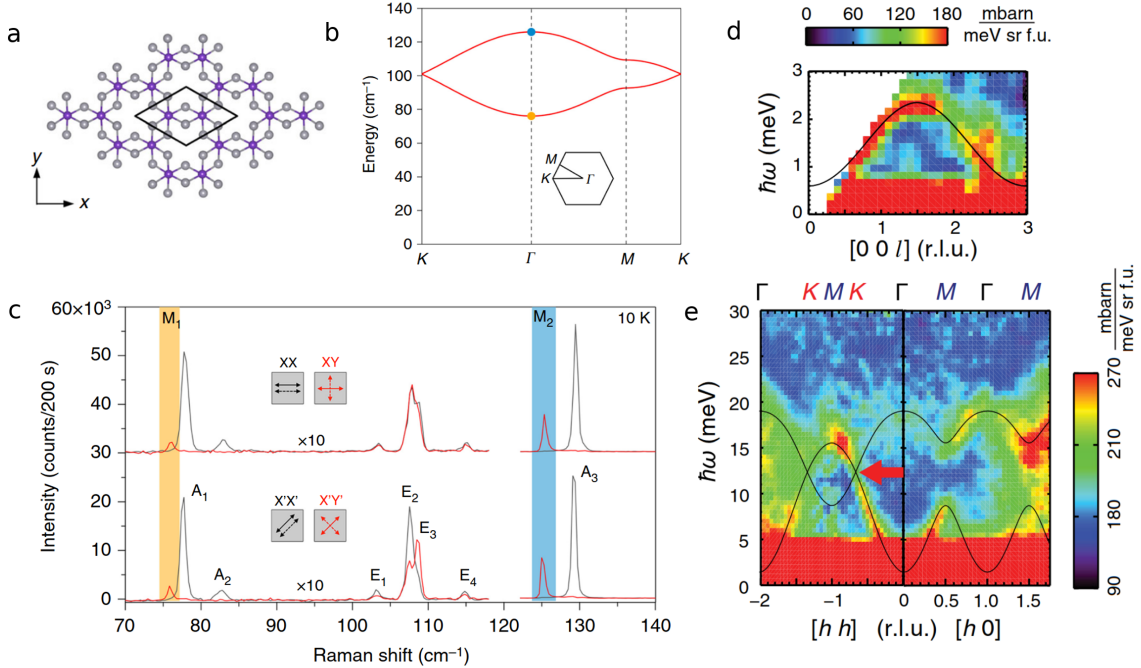 a
y
x
b
Energy (cm⁻¹)
140
120
100
80
60
40
20
0
K
Γ
M
K
M
K
Γ
c
Intensity (counts/200 s)
60×10³
50
40
30
20
10
0
M₁
M₂
10 K
XX
XY
×10
X'X'
X'Y'
×10
A₁
A₂
E₁
E₂
E₃
E₄
A₃
70
80
90
100
110
120
130
140
Raman shift (cm⁻¹)
d
0
60
120
180
mbarn
meV sr f.u.
ħω (meV)
3
2
1
0
0
1
2
3
[0 0 l] (r.l.u.)
e
Γ
K
M
K
Γ
M
Γ
M
ħω (meV)
30
25
20
15
10
5
0
−2
−1
0
0.5
1.0
1.5
[h h] (r.l.u.) [h 0]
mbarn
meV sr f.u.
270
180
90